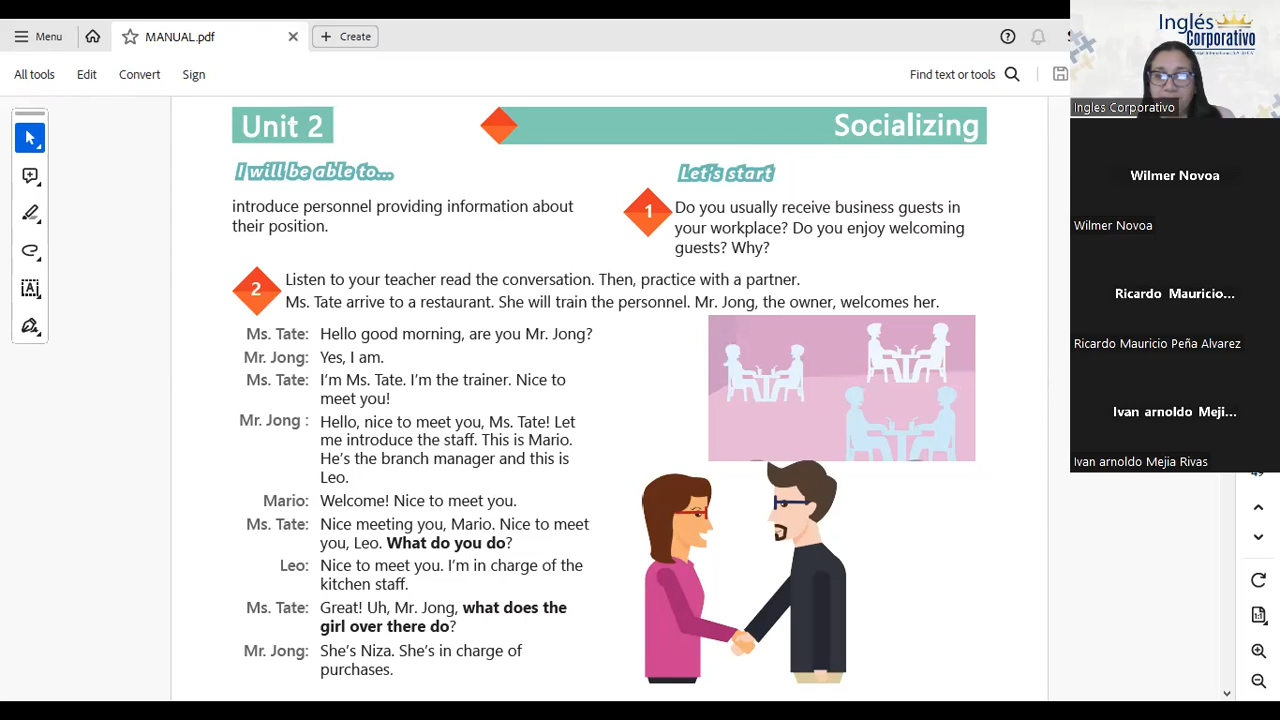 Menu
MANUAL.pdf
Create
All tools
Edit
Convert
Sign
Find text or tools
Unit 2
Socializing
I will be able to...
introduce personnel providing information about
their position.
Let's start
1
Do you usually receive business guests in
your workplace? Do you enjoy welcoming
guests? Why?
2
Listen to your teacher read the conversation. Then, practice with a partner.
Ms. Tate arrive to a restaurant. She will train the personnel. Mr. Jong, the owner, welcomes her.
Ms. Tate: Hello good morning, are you Mr. Jong?
Mr. Jong: Yes, I am.
Ms. Tate: I'm Ms. Tate. I'm the trainer. Nice to
meet you!
Mr. Jong : Hello, nice to meet you, Ms. Tate! Let
me introduce the staff. This is Mario.
He's the branch manager and this is
Leo.
Mario: Welcome! Nice to meet you.
Ms. Tate: Nice meeting you, Mario. Nice to meet
you, Leo. What do you do?
Leo: Nice to meet you. I'm in charge of the
kitchen staff.
Ms. Tate: Great! Uh, Mr. Jong, what does the
girl over there do?
Mr. Jong: She's Niza. She's in charge of
purchases.
Inglés
Corporativo
Ingles Corporativo
Wilmer Novoa
Wilmer Novoa
Ricardo Mauricio...
Ricardo Mauricio Peña Alvarez
Ivan arnoldo Meji...
Ivan arnoldo Mejia Rivas